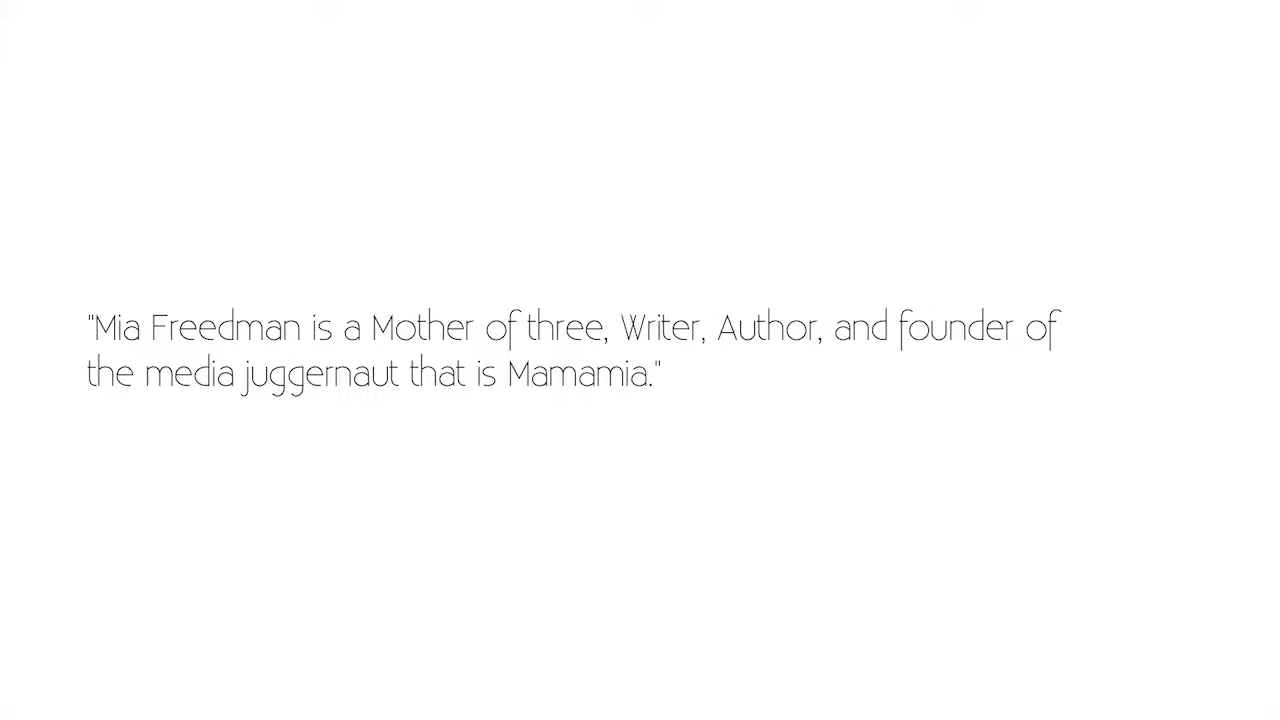 "Mia Freedman is a Mother of three, Writer, Author, and founder of
the media juggernaut that is Mamamia."